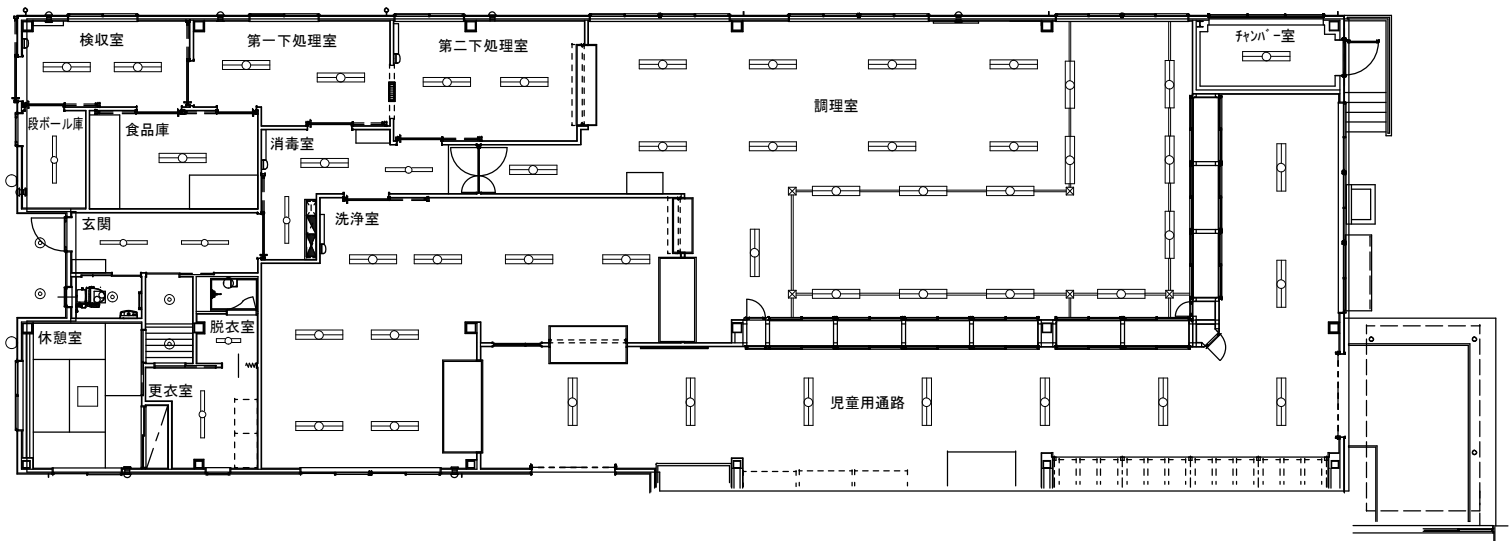 検収室
第一下処理室
第二下処理室
チャンバー室
調理室
段ボール庫
食品庫
消毒室
玄関
洗浄室
休憩室
脱衣室
更衣室
児童用通路